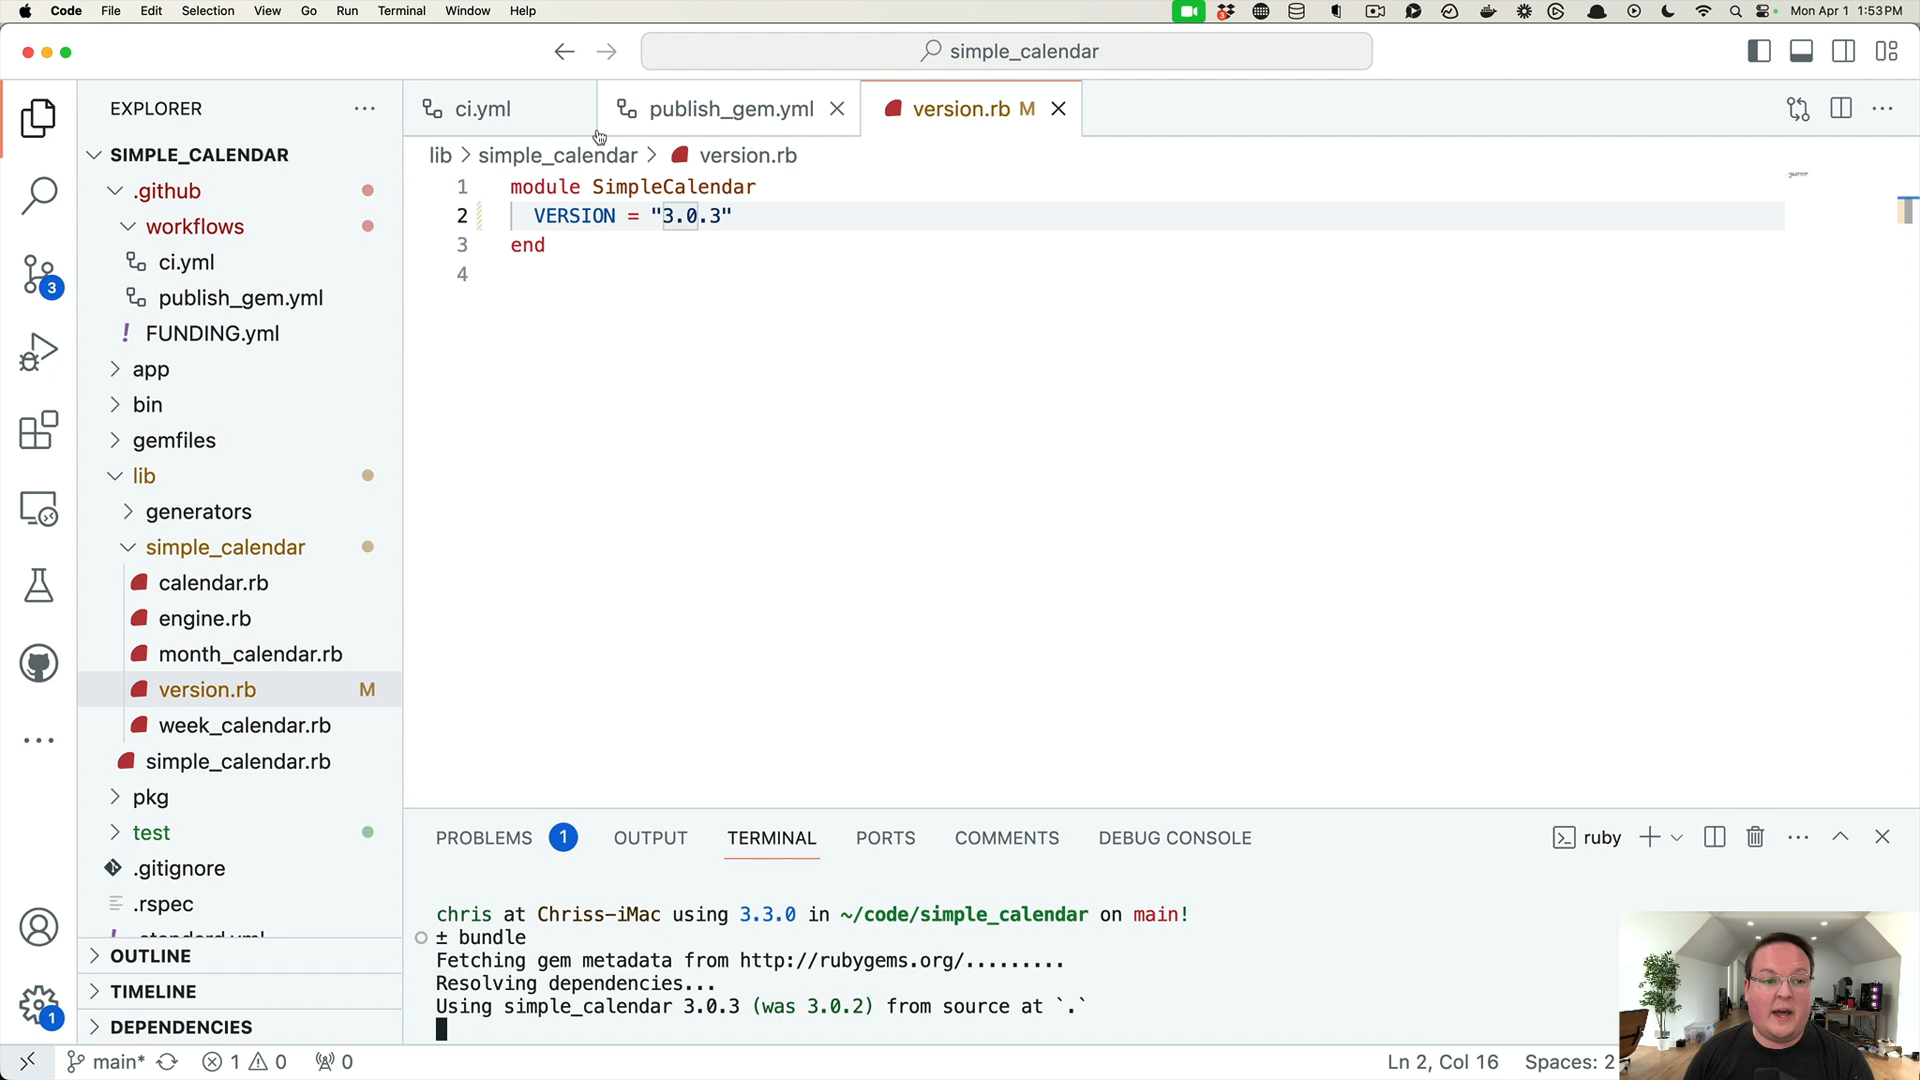 Code File Edit Selection View Go Run Terminal Window Help
3
Mon Apr 1 1:53 PM
simple_calendar
EXPLORER
ci.yml
publish_gem.yml
version.rb M
lib > simple_calendar > version.rb
SIMPLE_CALENDAR
.github
workflows
ci.yml
publish_gem.yml
FUNDING.yml
app
bin
gemfiles
lib
generators
simple_calendar
calendar.rb
engine.rb
month_calendar.rb
version.rb M
week_calendar.rb
simple_calendar.rb
pkg
test
.gitignore
.rspec
.standard.yml
OUTLINE
TIMELINE
DEPENDENCIES
3
1
1 module SimpleCalendar
2 VERSION = "3.0.3"
3 end
4
PROBLEMS 1 OUTPUT TERMINAL PORTS COMMENTS DEBUG CONSOLE
ruby
chris at Chriss-iMac using 3.3.0 in ~/code/simple_calendar on main!
± bundle
Fetching gem metadata from http://rubygems.org/.........
Resolving dependencies...
Using simple_calendar 3.0.3 (was 3.0.2) from source at `.`
main* 1 0 0
Ln 2, Col 16 Spaces: 2